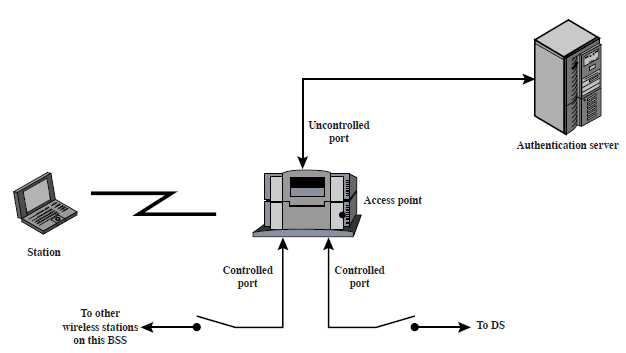 Uncontrolled
port
Authentication server
Access point
Station
Controlled
port
Controlled
port
To other
wireless stations
on this BSS
To DS